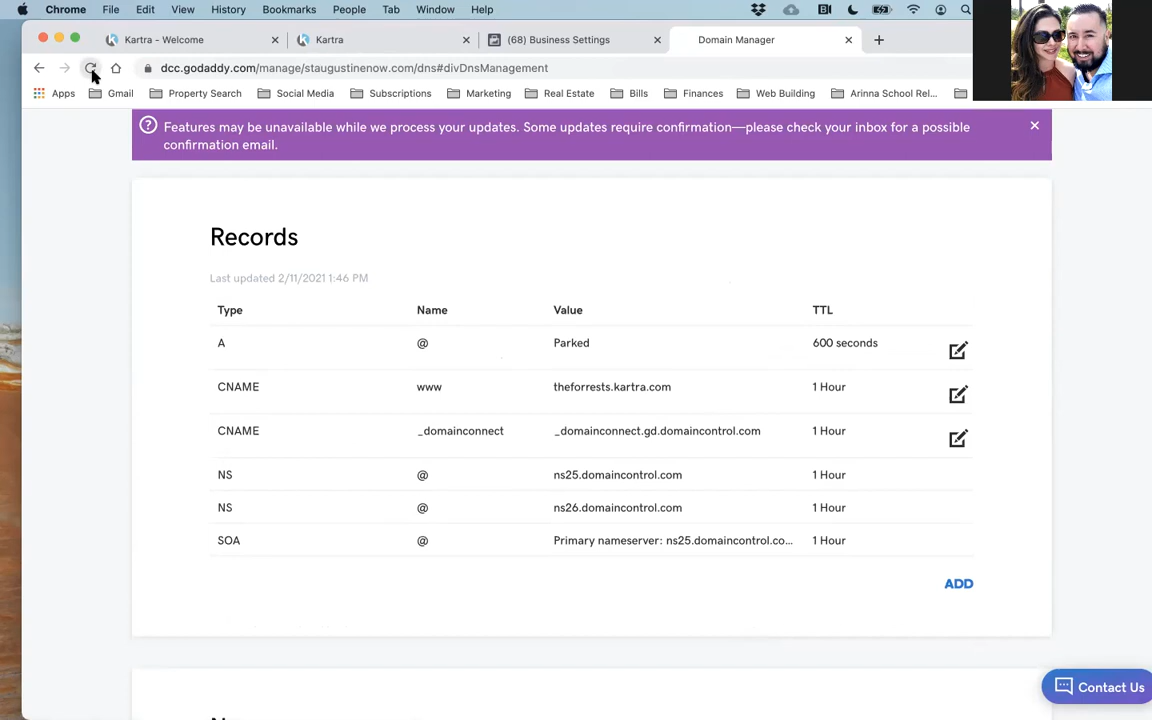 Chrome File Edit View History Bookmarks People Tab Window Help
Kartra - Welcome Kartra (68) Business Settings Domain Manager
dcc.godaddy.com/manage/staugustinenow.com/dns#divDnsManagement
Apps Gmail Property Search Social Media Subscriptions Marketing Real Estate Bills Finances Web Building Arinna School Rel...
Features may be unavailable while we process your updates. Some updates require confirmation—please check your inbox for a possible
confirmation email.
Records
Last updated 2/11/2021 1:46 PM
Type Name Value TTL
A @ Parked 600 seconds
CNAME www theforrests.kartra.com 1 Hour
CNAME _domainconnect _domainconnect.gd.domaincontrol.com 1 Hour
NS @ ns25.domaincontrol.com 1 Hour
NS @ ns26.domaincontrol.com 1 Hour
SOA @ Primary nameserver: ns25.domaincontrol.co... 1 Hour
ADD
Contact Us